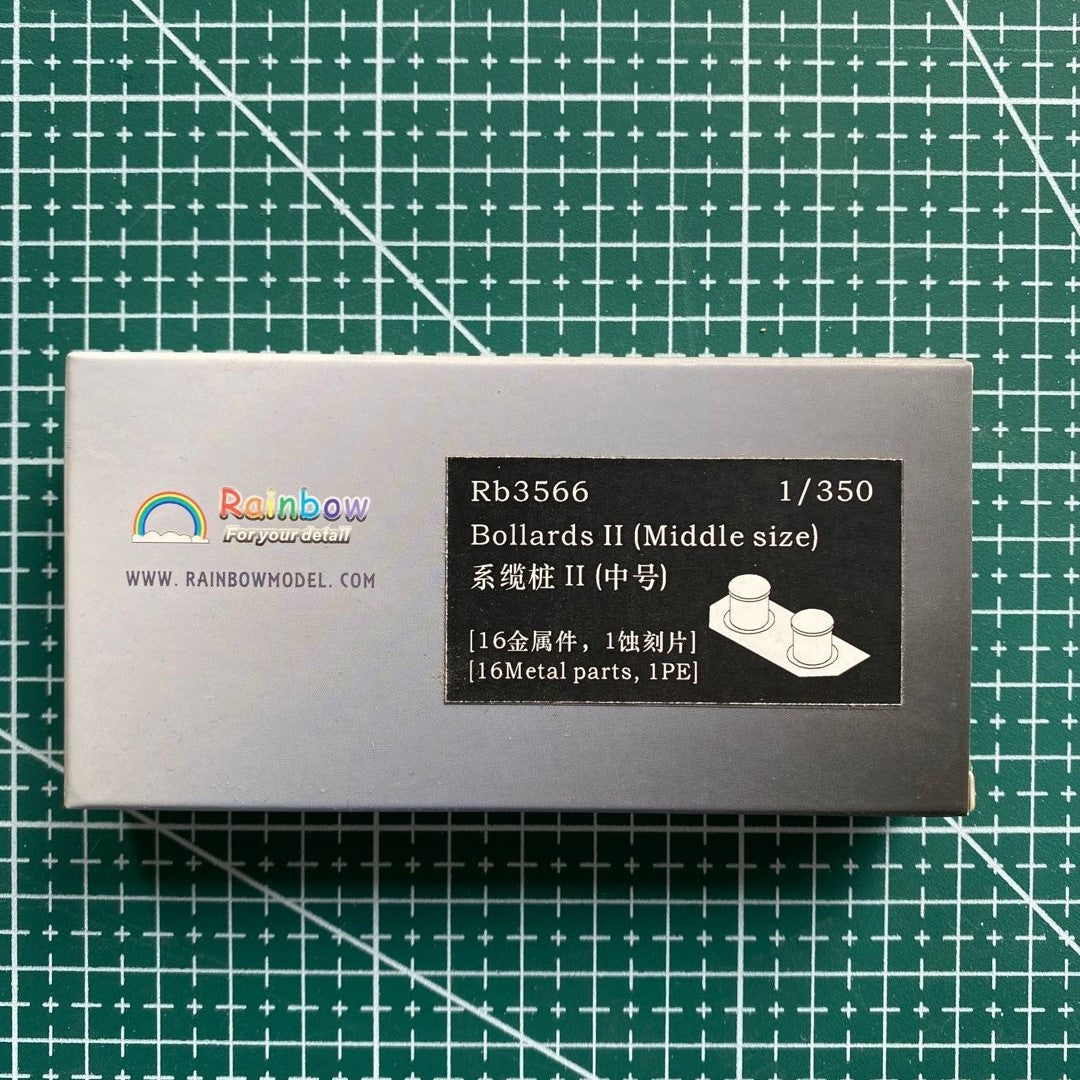 Rainbow
For your detail
WWW. RAINBOWMODEL. COM
Rb3566 1/350
Bollards II (Middle size)
系缆桩 II (中号)
[16金属件, 1蚀刻片]
[16Metal parts, 1PE]